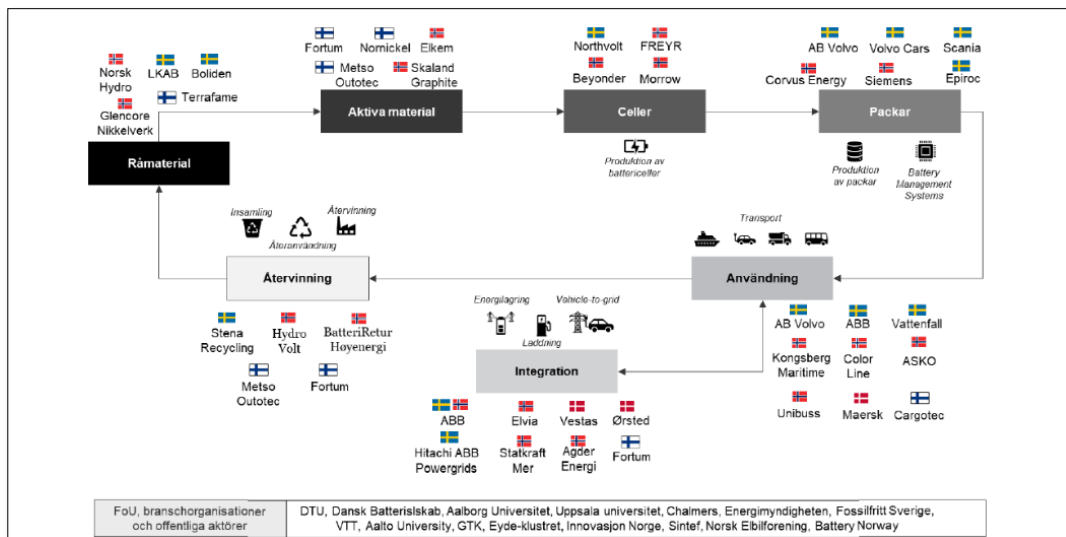 Fortum Nornickel Elkem
Metso Outotec Skaland Graphite
Northvolt FREYR
Beyonder Morrow
AB Volvo Volvo Cars Scania
Corvus Energy Siemens Epiroc
Norsk Hydro LKAB Boliden
Terrafame
Glencore Nikkelverk
Råmaterial
Aktiva material
Celler
Packar
Produktion av battericeller
Produktion av packar
Battery Management Systems
Insamling
Återanvändning
Återvinning
Återvinning
Transport
Användning
Energilagring
Laddning
Vehicle-to-grid
Integration
Stena Recycling
Hydro Volt
BatteriRetur Høyenergi
Metso Outotec
Fortum
AB Volvo ABB Vattenfall
Kongsberg Maritime Color Line ASKO
Unibuss Maersk Cargotec
ABB Elvia Vestas Ørsted
Hitachi ABB Powergrids Statkraft Mer Agder Energi Fortum
FoU, branschorganisationer
och offentliga aktörer
DTU, Dansk Batterislskab, Aalborg Universitet, Uppsala universitet, Chalmers, Energimyndigheten, Fossilfritt Sverige,
VTT, Aalto University, GTK, Eyde-klustret, Innovasjon Norge, Sintef, Norsk Elbilforening, Battery Norway